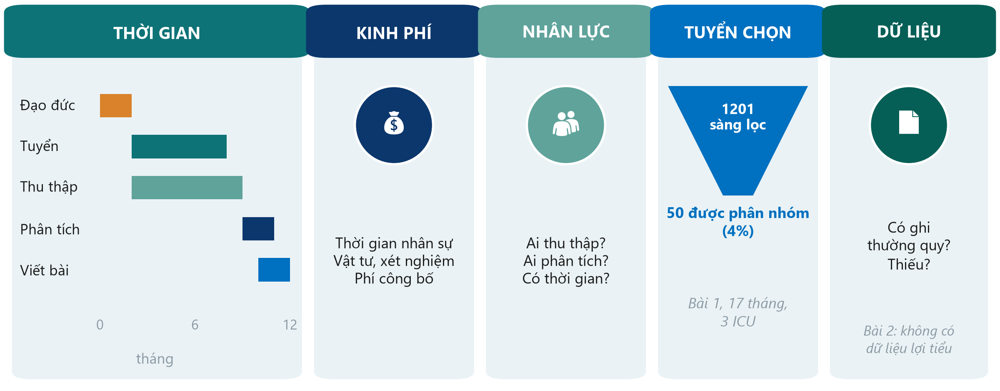 THỜI GIAN
Đạo đức
Tuyển
Thu thập
Phân tích
Viết bài
0 6 12
tháng
KINH PHÍ
$
Thời gian nhân sự
Vật tư, xét nghiệm
Phí công bố
NHÂN LỰC
Ai thu thập?
Ai phân tích?
Có thời gian?
TUYỂN CHỌN
1201
sàng lọc
50 được phân nhóm
(4%)
Bài 1, 17 tháng,
3 ICU
DỮ LIỆU
Có ghi
thường quy?
Thiếu?
Bài 2: không có
dữ liệu lợi tiểu